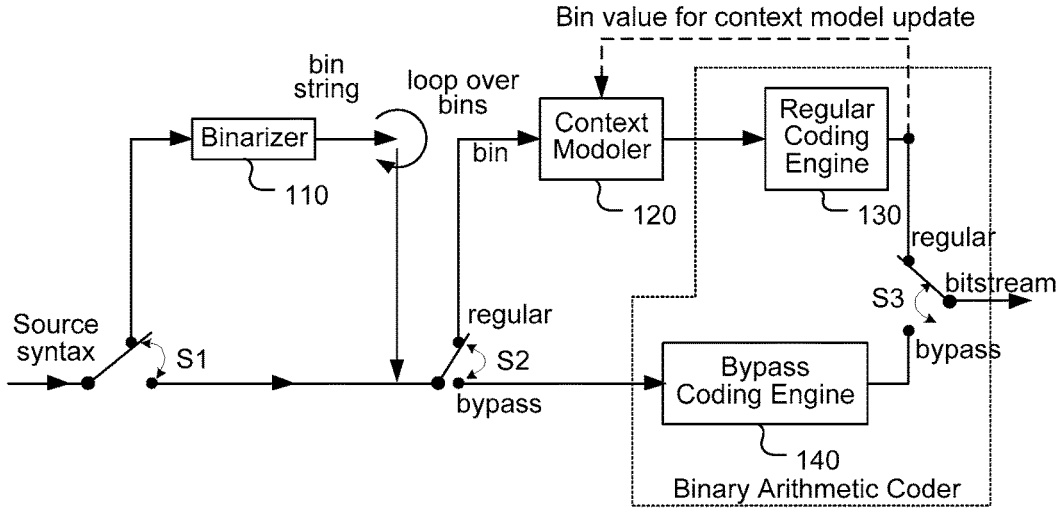 Bin value for context model update
bin
string
loop over
bins
Binarizer
110
bin
Context
Modoler
120
Regular
Coding
Engine
130
regular
bitstream
S3
bypass
Source
syntax
S1
regular
S2
bypass
Bypass
Coding Engine
140
Binary Arithmetic Coder